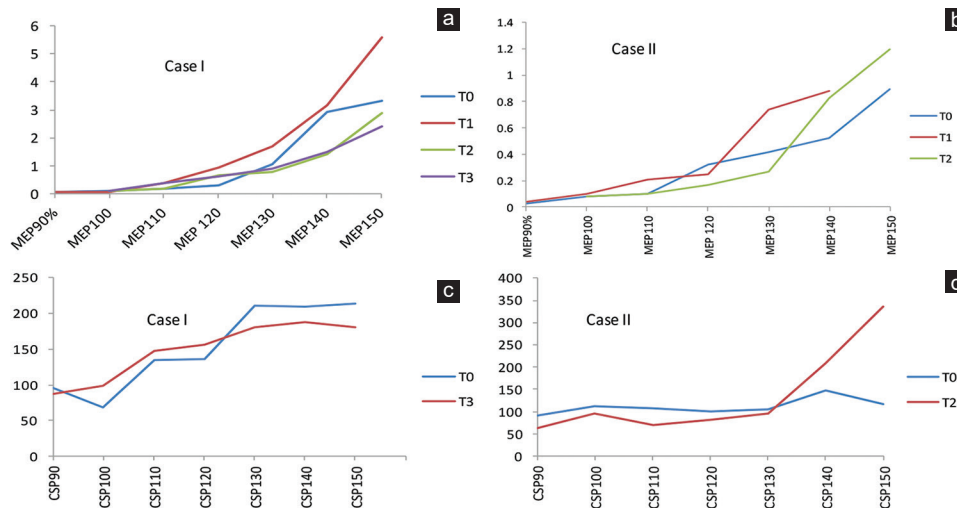 a
6
5
4
3
2
1
0
Case I
T0
T1
T2
T3
MEP90%
MEP100
MEP110
MEP 120
MEP130
MEP140
MEP150
b
1.4
1.2
1
0.8
0.6
0.4
0.2
0
Case II
T0
T1
T2
MEP90%
MEP100
MEP110
MEP 120
MEP130
MEP140
MEP150
c
250
200
150
100
50
0
Case I
T0
T3
CSP90
CSP100
CSP110
CSP120
CSP130
CSP140
CSP150
400
350
300
250
200
150
100
50
0
Case II
T0
T2
CSP90
CSP100
CSP110
CSP120
CSP130
CSP140
CSP150